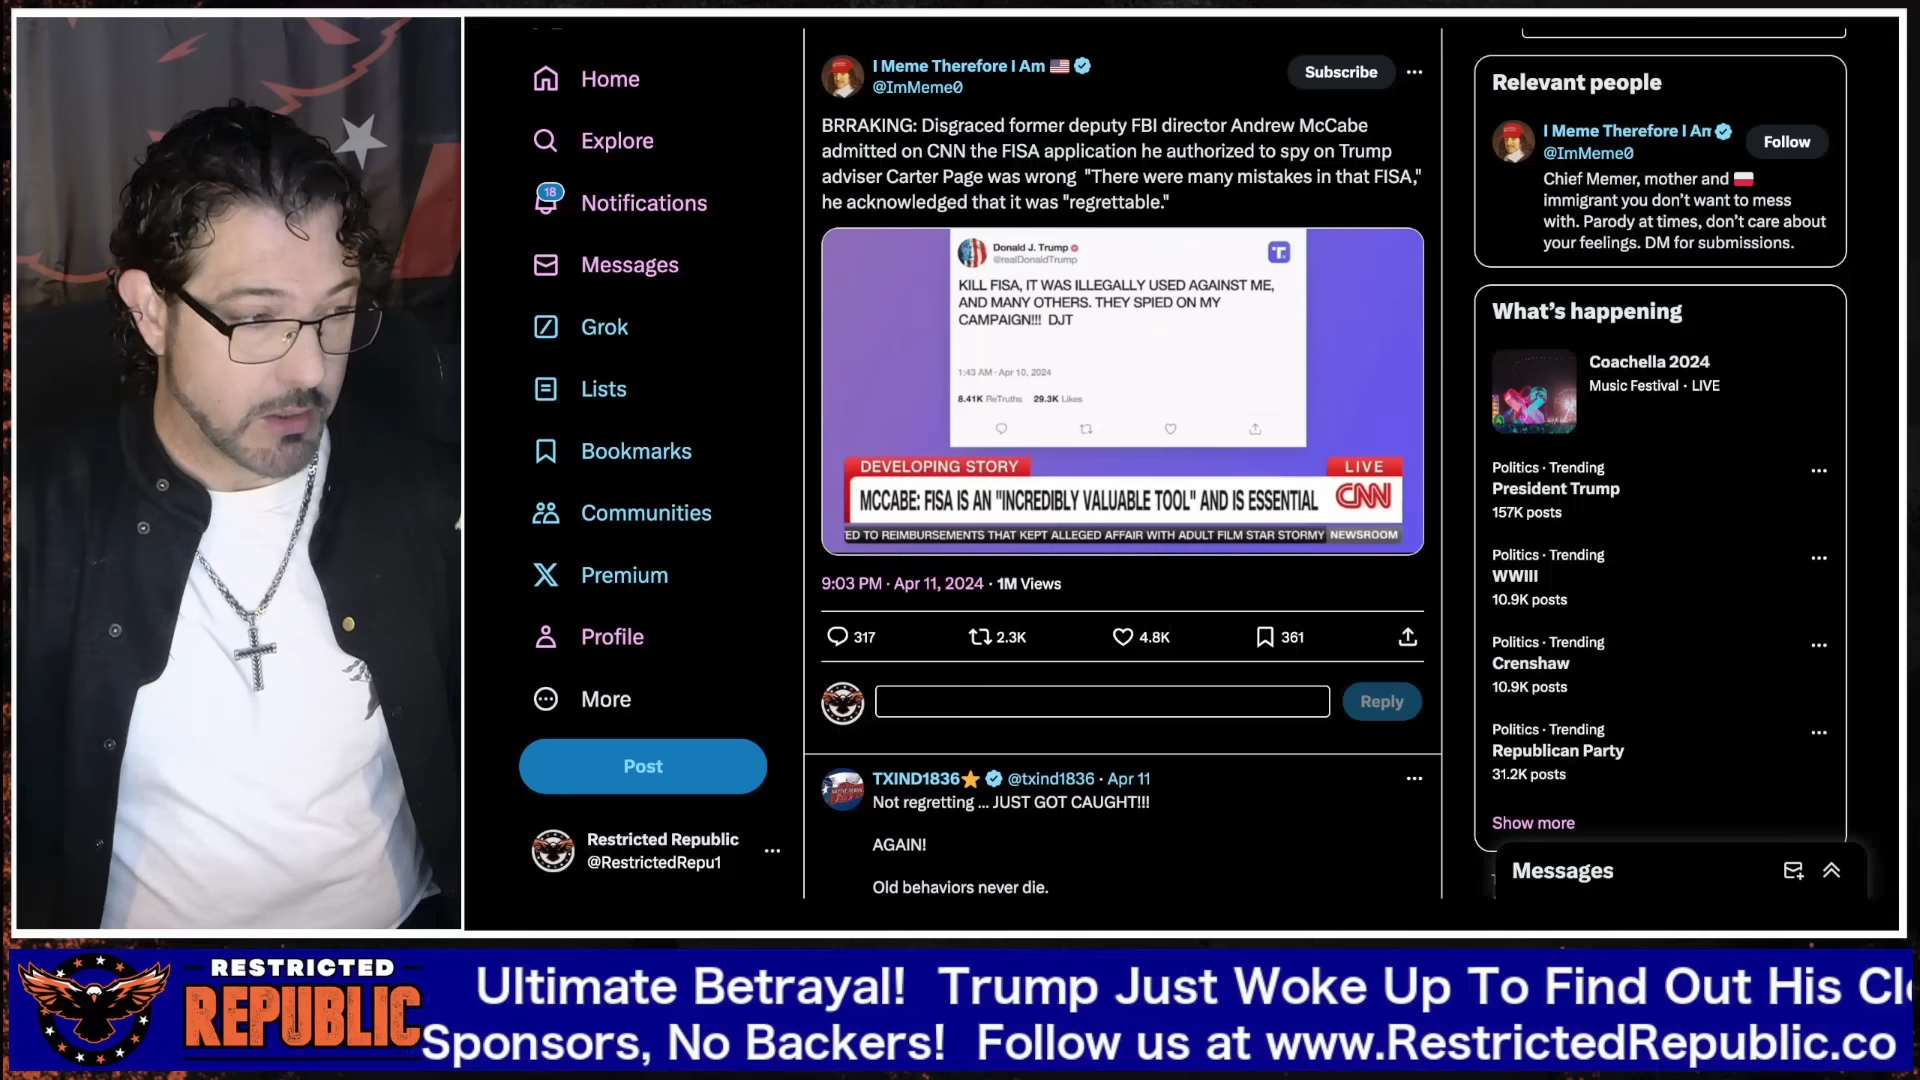 Home
Explore
18
Notifications
Messages
Grok
Lists
Bookmarks
Communities
Premium
Profile
More
Post
Restricted Republic
@RestrictedRepu1
I Meme Therefore I Am
@ImMeme0
Subscribe
BRRAKING: Disgraced former deputy FBI director Andrew McCabe
admitted on CNN the FISA application he authorized to spy on Trump
adviser Carter Page was wrong "There were many mistakes in that FISA,"
he acknowledged that it was "regrettable."
Donald J. Trump
@realDonaldTrump
KILL FISA, IT WAS ILLEGALLY USED AGAINST ME,
AND MANY OTHERS. THEY SPIED ON MY
CAMPAIGN!!! DJT
1:43 AM · Apr 10, 2024
8.41K ReTruths 29.3K Likes
DEVELOPING STORY
LIVE
MCCABE: FISA IS AN "INCREDIBLY VALUABLE TOOL" AND IS ESSENTIAL
CNN
ED TO REIMBURSEMENTS THAT KEPT ALLEGED AFFAIR WITH ADULT FILM STAR STORMY NEWSROOM
9:03 PM · Apr 11, 2024 · 1M Views
317
2.3K
4.8K
361
Reply
TXIND1836 @txind1836 · Apr 11
Not regretting ... JUST GOT CAUGHT!!!
AGAIN!
Old behaviors never die.
Relevant people
I Meme Therefore I Am
@ImMeme0
Follow
Chief Memer, mother and
immigrant you don't want to mess
with. Parody at times, don't care about
your feelings. DM for submissions.
What's happening
Coachella 2024
Music Festival · LIVE
Politics · Trending
President Trump
157K posts
Politics · Trending
WWIII
10.9K posts
Politics · Trending
Crenshaw
10.9K posts
Politics · Trending
Republican Party
31.2K posts
Show more
Messages
RESTRICTED
REPUBLIC
Ultimate Betrayal! Trump Just Woke Up To Find Out His Cl
Sponsors, No Backers! Follow us at www.RestrictedRepublic.co